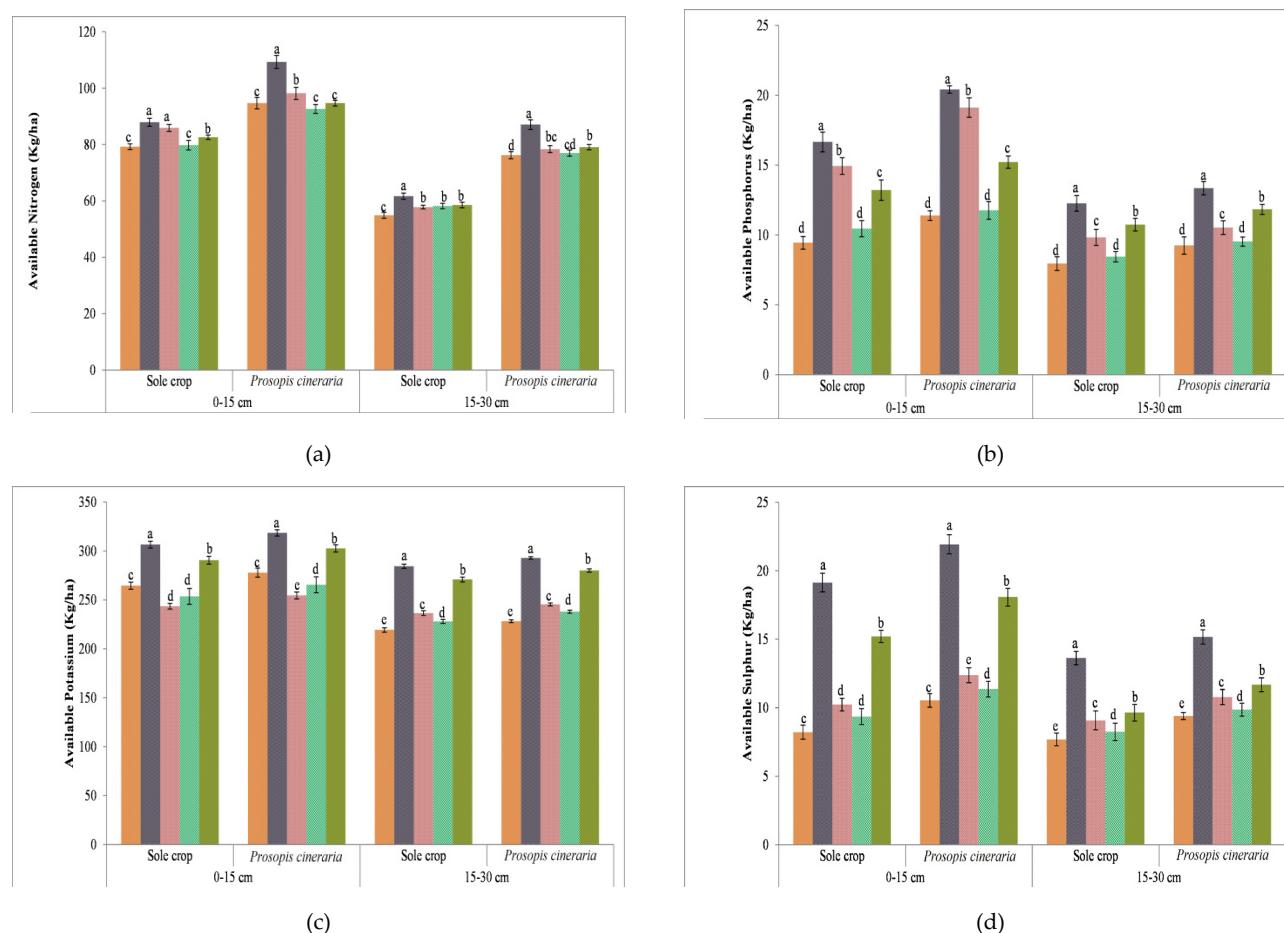 120
100
80
60
40
20
0
Available Nitrogen (Kg/ha)
c a a c b
c a b c c
c a b b b
d a bc cd b
Sole crop Prosopis cineraria Sole crop Prosopis cineraria
0-15 cm 15-30 cm
(a)
25
20
15
10
5
0
Available Phosphorus (Kg/ha)
d a b d c
d a b d c
d a c d b
d a c d b
Sole crop Prosopis cineraria Sole crop Prosopis cineraria
0-15 cm 15-30 cm
(b)
350
300
250
200
150
100
50
0
Available Potassium (Kg/ha)
c a d d b
c a e d b
e a c d b
e a c d b
Sole crop Prosopis cineraria Sole crop Prosopis cineraria
0-15 cm 15-30 cm
(c)
25
20
15
10
5
0
Available Sulphur (Kg/ha)
c a d d b
c a e d b
e a c d b
e a c d b
Sole crop Prosopis cineraria Sole crop Prosopis cineraria
0-15 cm 15-30 cm
(d)